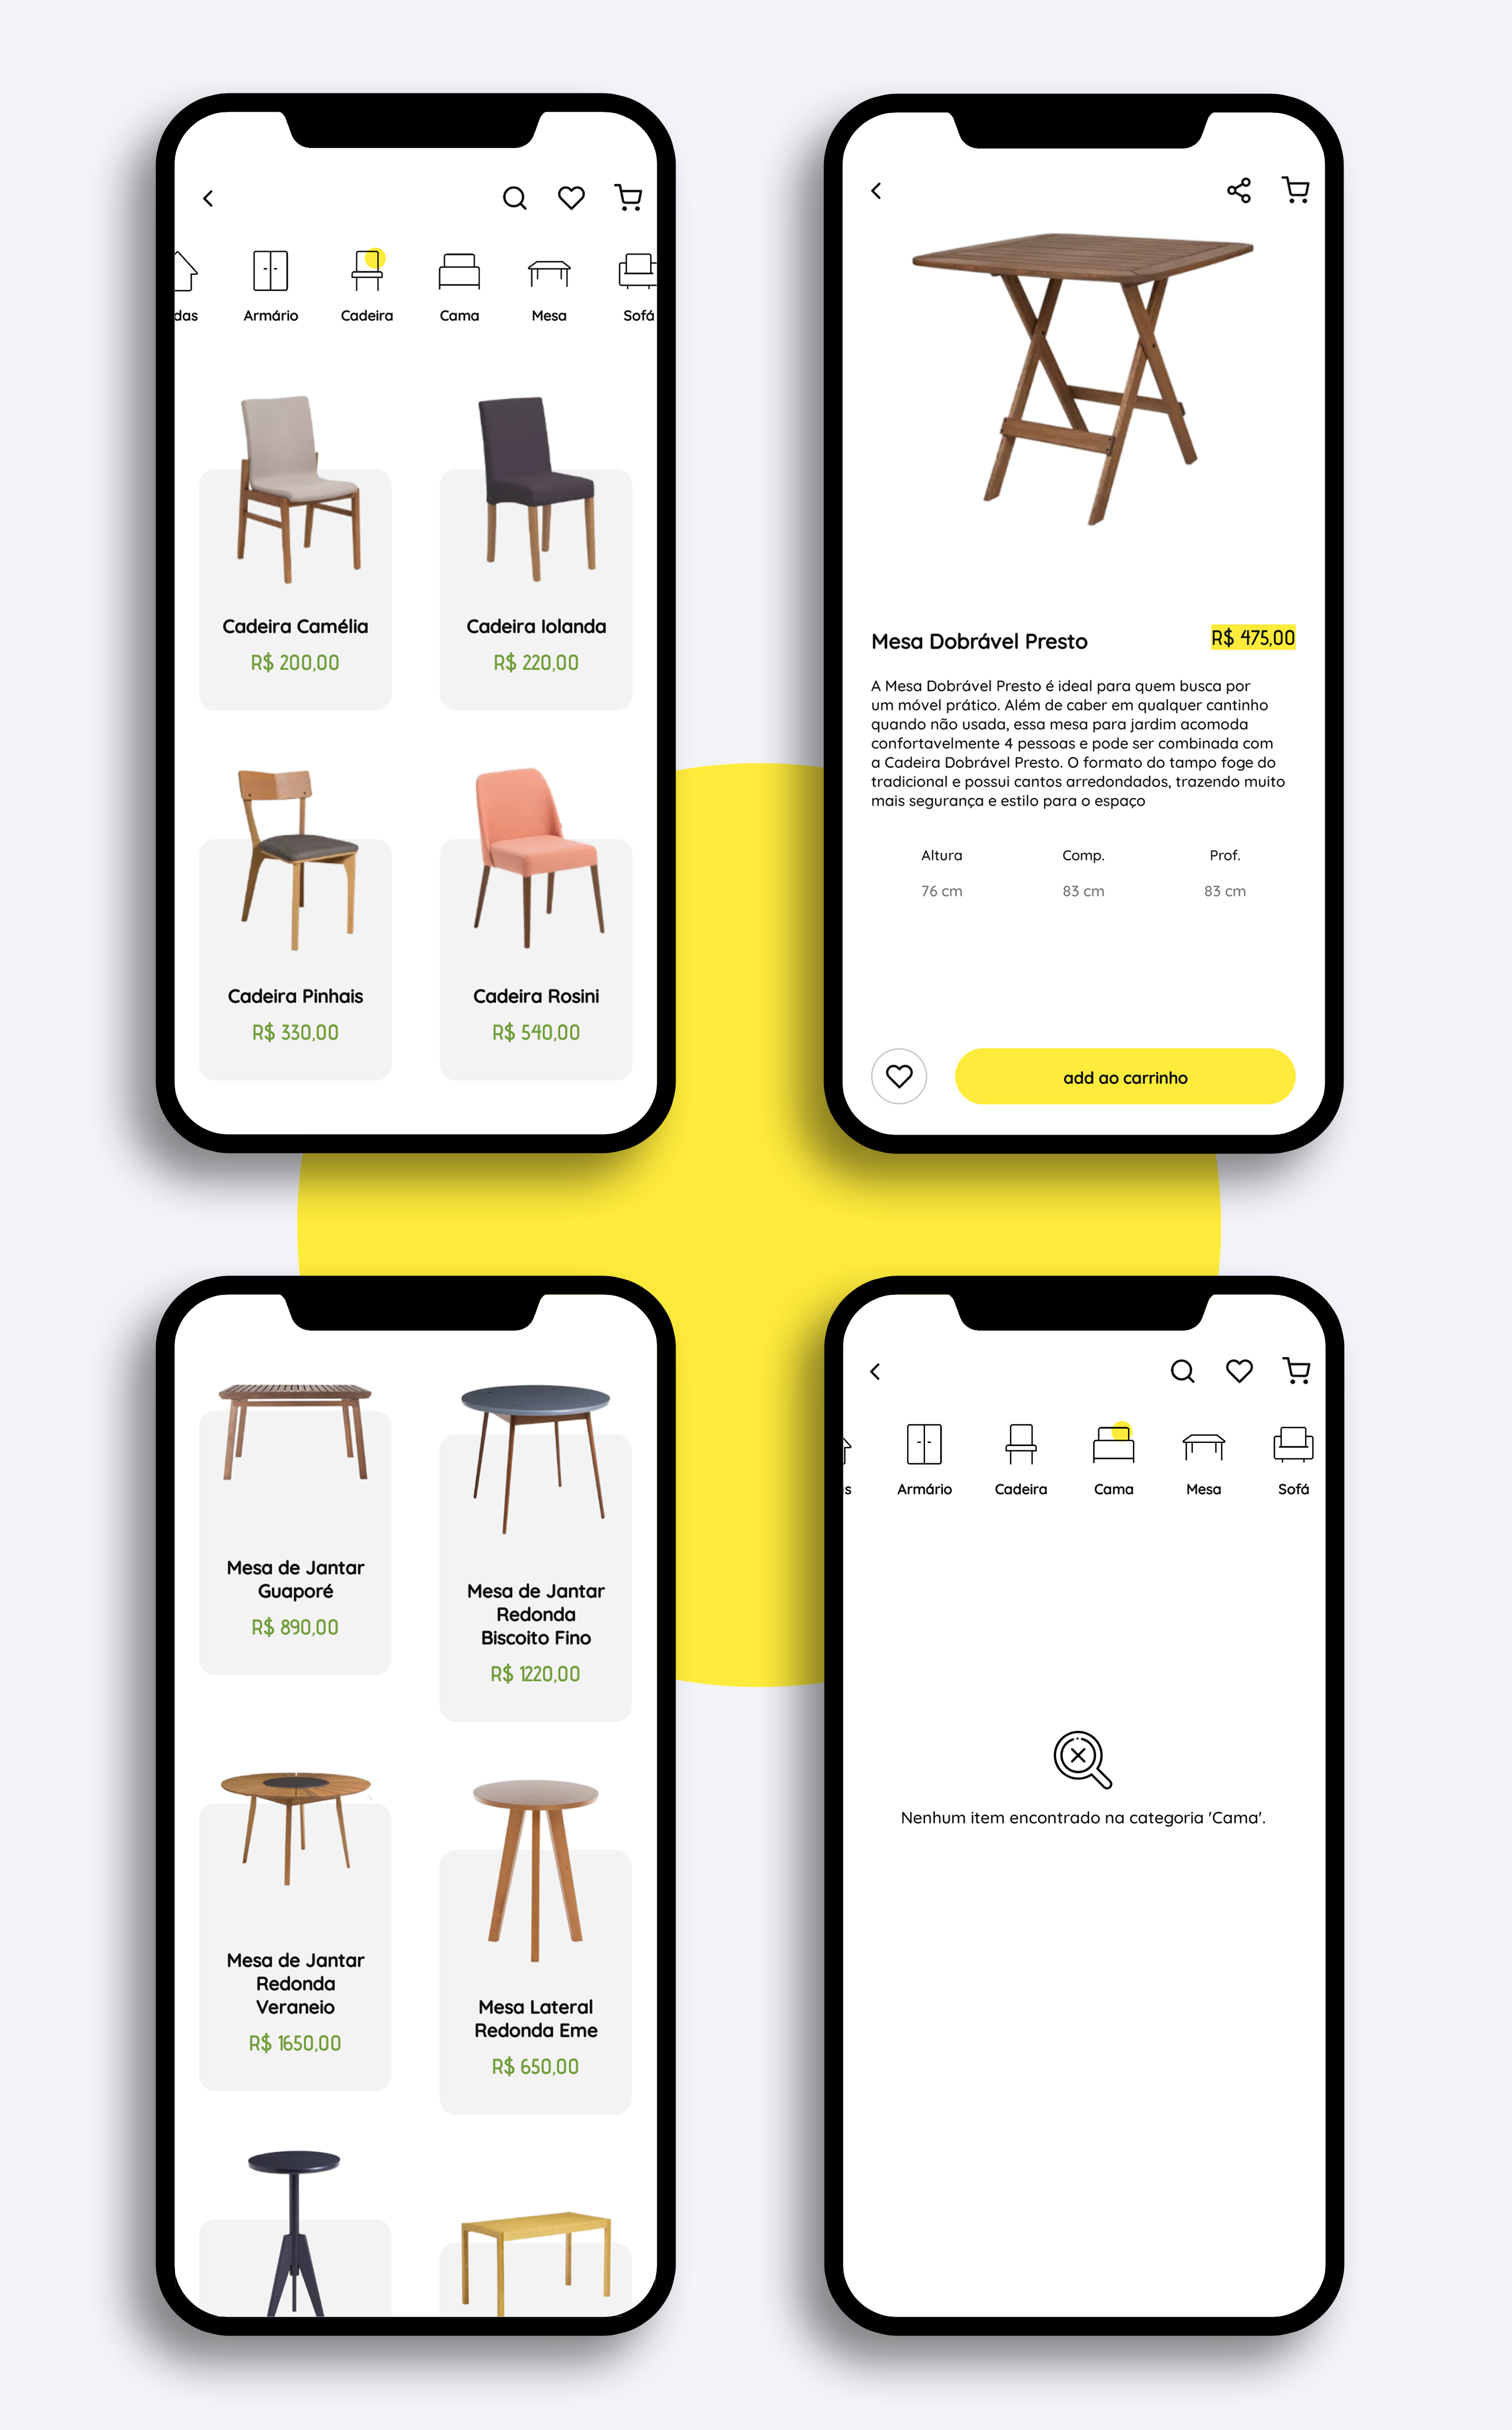 das Armário Cadeira Cama Mesa Sofá
Cadeira Camélia
R$ 200,00
Cadeira Iolanda
R$ 220,00
Cadeira Pinhais
R$ 330,00
Cadeira Rosini
R$ 540,00
Mesa Dobrável Presto
R$ 475,00
A Mesa Dobrável Presto é ideal para quem busca por
um móvel prático. Além de caber em qualquer cantinho
quando não usada, essa mesa para jardim acomoda
confortavelmente 4 pessoas e pode ser combinada com
a Cadeira Dobrável Presto. O formato do tampo foge do
tradicional e possui cantos arredondados, trazendo muito
mais segurança e estilo para o espaço
Altura Comp. Prof.
76 cm 83 cm 83 cm
add ao carrinho
Mesa de Jantar
Guaporé
R$ 890,00
Mesa de Jantar
Redonda
Biscoito Fino
R$ 1220,00
Mesa de Jantar
Redonda
Veraneio
R$ 1650,00
Mesa Lateral
Redonda Eme
R$ 650,00
s Armário Cadeira Cama Mesa Sofá
Nenhum item encontrado na categoria 'Cama'.